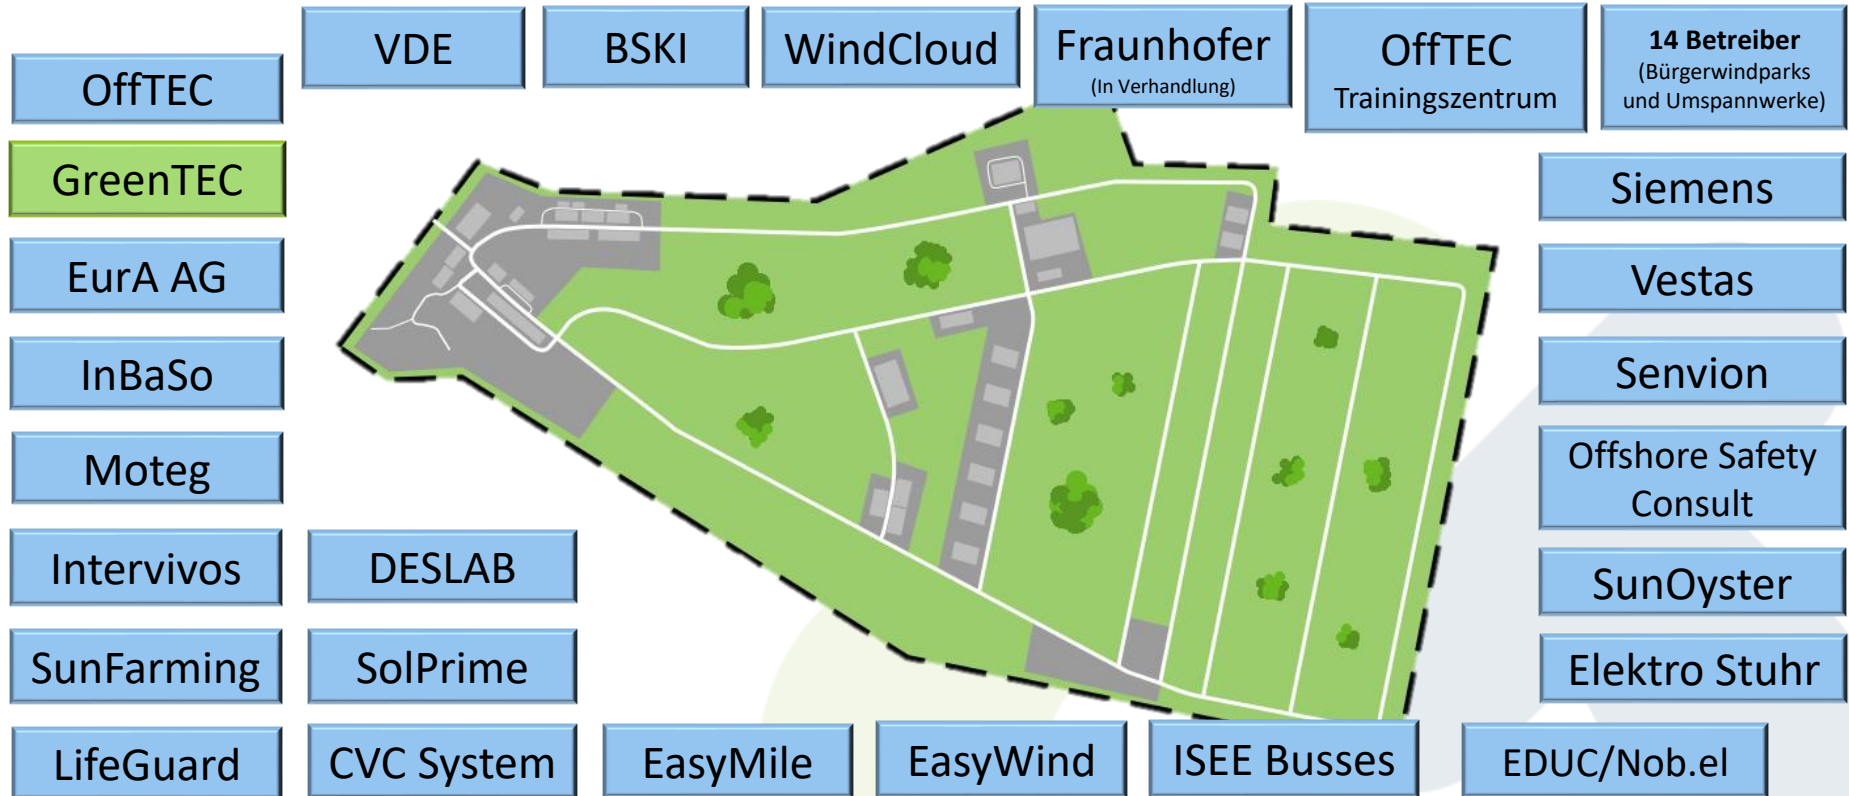 VDE
BSKI
WindCloud
Fraunhofer
(In Verhandlung)
OffTEC
Trainingszentrum
14 Betreiber
(Bürgerwindparks
und Umspannwerke)
OffTEC
GreenTEC
EurA AG
InBaSo
Moteg
Intervivos
SunFarming
LifeGuard
DESLAB
SolPrime
CVC System
EasyMile
EasyWind
ISEE Busses
EDUC/Nob.el
Siemens
Vestas
Senvion
Offshore Safety
Consult
SunOyster
Elektro Stuhr